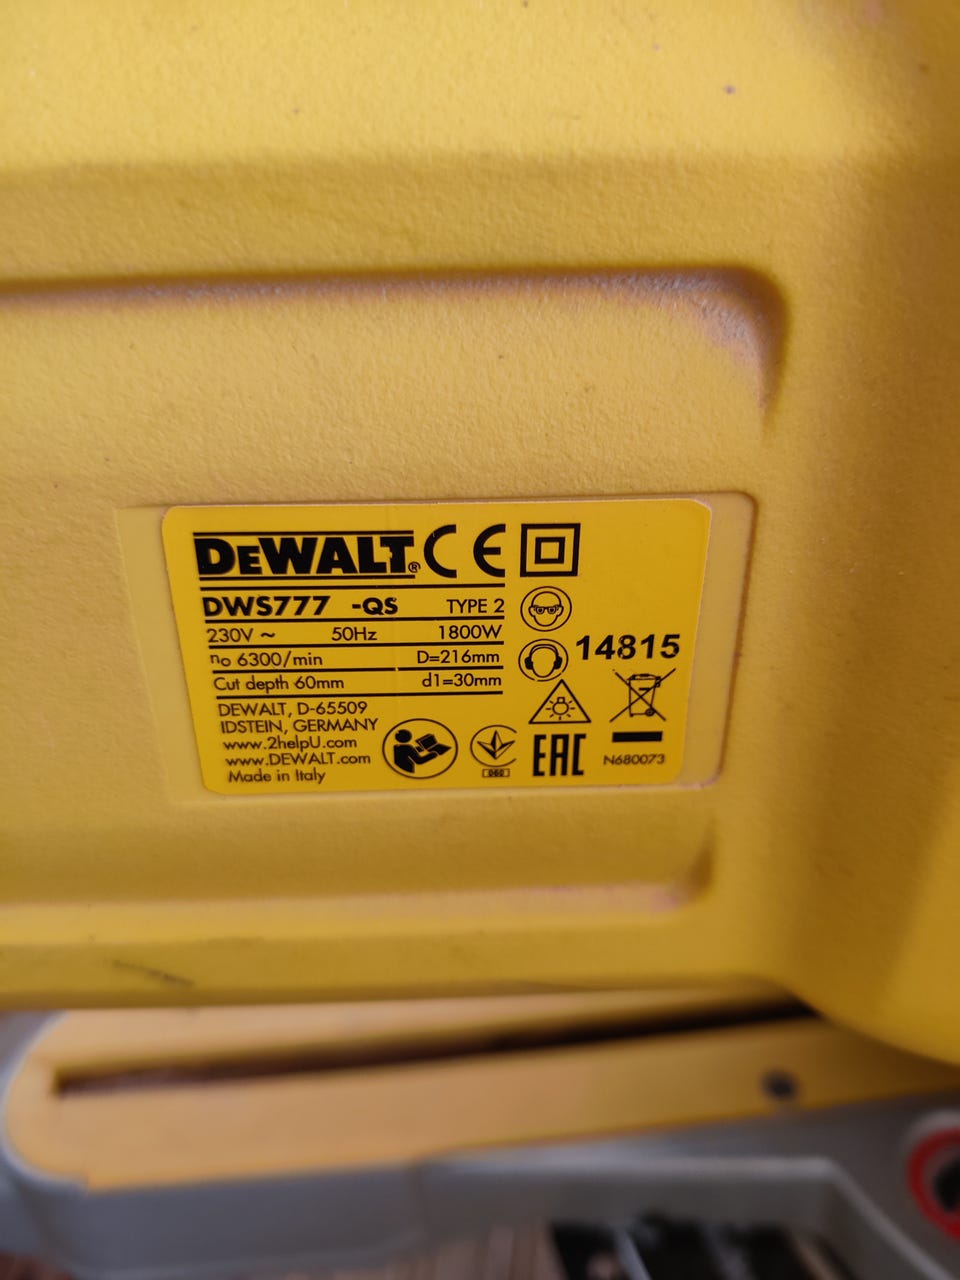 DEWALT® CE
DWS777 -QS TYPE 2
230V ~ 50Hz 1800W
no 6300/min D=216mm
Cut depth 60mm d1=30mm
14815
DEWALT, D-65509
IDSTEIN, GERMANY
www.2helpU.com
www.DEWALT.com
Made in Italy
060
EAC
N680073